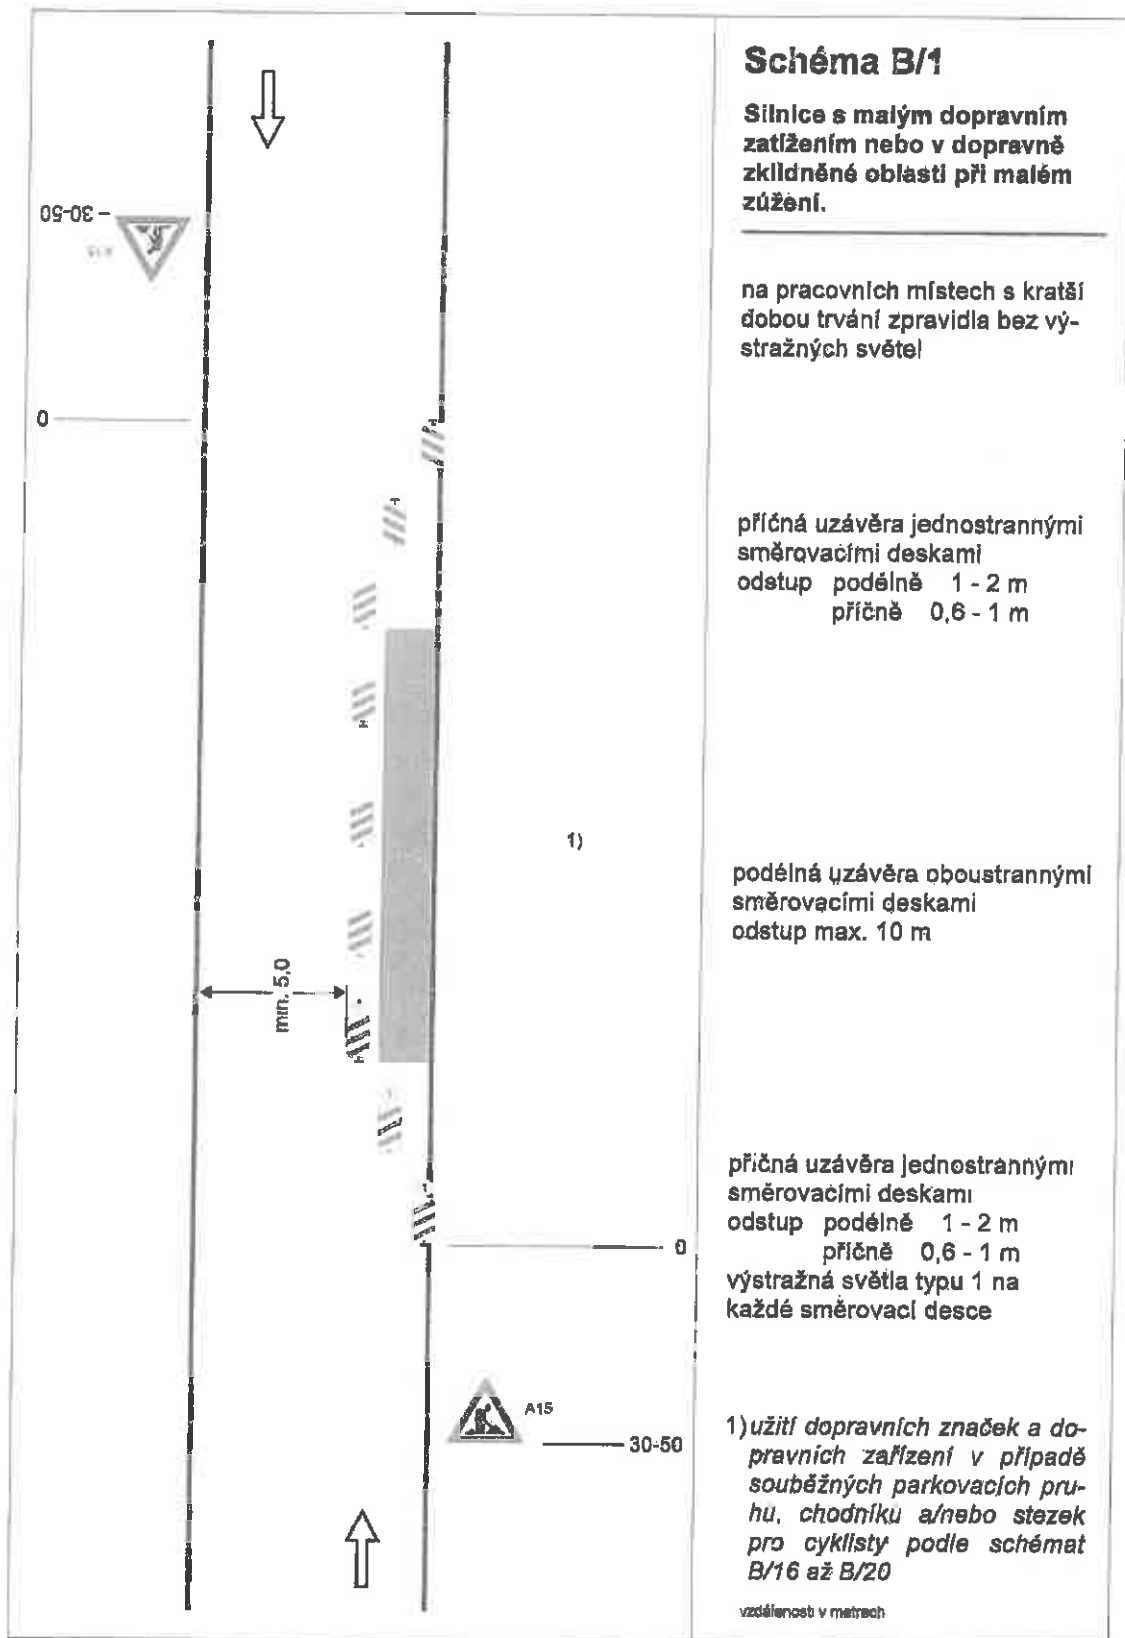 Schéma B/1
Silnice s malým dopravním
zatížením nebo v dopravně
zklidněné oblasti při malém
zúžení.
na pracovních místech s kratší
dobou trvání zpravidla bez vý-
stražných světel
příčná uzávěra jednostrannými
směrovacími deskami
odstup podélně 1 - 2 m
příčně 0,6 - 1 m
podélná uzávěra oboustrannými
směrovacími deskami
odstup max. 10 m
příčná uzávěra jednostrannými
směrovacími deskami
odstup podélně 1 - 2 m
příčně 0,6 - 1 m
výstražná světla typu 1 na
každé směrovací desce
1) užití dopravních značek a do-
pravních zařízení v případě
souběžných parkovacích pru-
hů, chodníků a/nebo stezek
pro cyklisty podle schémat
B/16 až B/20
vzdálenosti v metrech
30-50
A15
0
1)
min. 5,0
0
A15
30-50